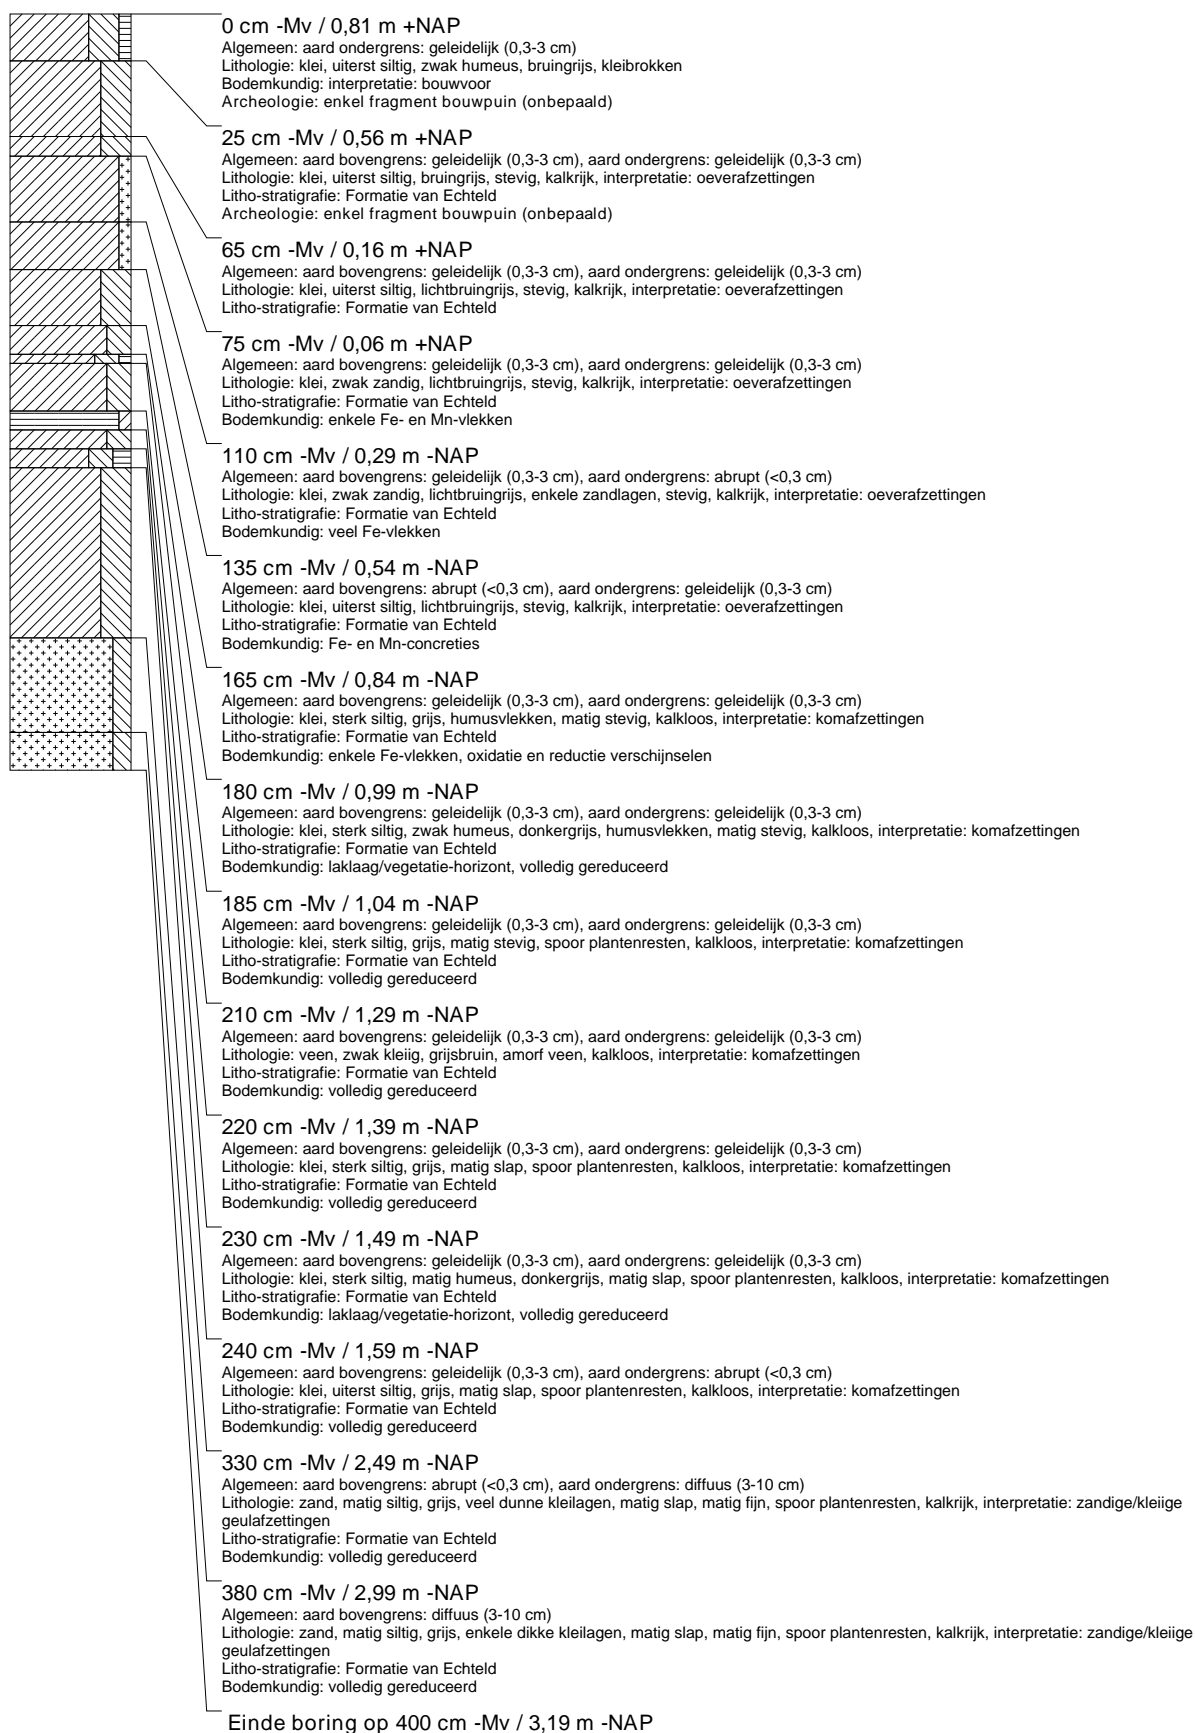 0 cm -Mv / 0,81 m +NAP
Algemeen: aard ondergrens: geleidelijk (0,3-3 cm)
Lithologie: klei, uiterst siltig, zwak humeus, bruingrijs, kleibrokken
Bodemkundig: interpretatie: bouwvoor
Archeologie: enkel fragment bouwpuin (onbepaald)
25 cm -Mv / 0,56 m +NAP
Algemeen: aard bovengrens: geleidelijk (0,3-3 cm), aard ondergrens: geleidelijk (0,3-3 cm)
Lithologie: klei, uiterst siltig, bruingrijs, stevig, kalkrijk, interpretatie: oeverafzettingen
Litho-stratigrafie: Formatie van Echteld
Archeologie: enkel fragment bouwpuin (onbepaald)
65 cm -Mv / 0,16 m +NAP
Algemeen: aard bovengrens: geleidelijk (0,3-3 cm), aard ondergrens: geleidelijk (0,3-3 cm)
Lithologie: klei, uiterst siltig, lichtbruingrijs, stevig, kalkrijk, interpretatie: oeverafzettingen
Litho-stratigrafie: Formatie van Echteld
75 cm -Mv / 0,06 m +NAP
Algemeen: aard bovengrens: geleidelijk (0,3-3 cm), aard ondergrens: geleidelijk (0,3-3 cm)
Lithologie: klei, zwak zandig, lichtbruingrijs, stevig, kalkrijk, interpretatie: oeverafzettingen
Litho-stratigrafie: Formatie van Echteld
Bodemkundig: enkele Fe- en Mn-vlekken
110 cm -Mv / 0,29 m -NAP
Algemeen: aard bovengrens: geleidelijk (0,3-3 cm), aard ondergrens: abrupt (<0,3 cm)
Lithologie: klei, zwak zandig, lichtbruingrijs, enkele zandlagen, stevig, kalkrijk, interpretatie: oeverafzettingen
Litho-stratigrafie: Formatie van Echteld
Bodemkundig: veel Fe-vlekken
135 cm -Mv / 0,54 m -NAP
Algemeen: aard bovengrens: abrupt (<0,3 cm), aard ondergrens: geleidelijk (0,3-3 cm)
Lithologie: klei, uiterst siltig, lichtbruingrijs, stevig, kalkrijk, interpretatie: oeverafzettingen
Litho-stratigrafie: Formatie van Echteld
Bodemkundig: Fe- en Mn-concreties
165 cm -Mv / 0,84 m -NAP
Algemeen: aard bovengrens: geleidelijk (0,3-3 cm), aard ondergrens: geleidelijk (0,3-3 cm)
Lithologie: klei, sterk siltig, grijs, humusvlekken, matig stevig, kalkloos, interpretatie: komafzettingen
Litho-stratigrafie: Formatie van Echteld
Bodemkundig: enkele Fe-vlekken, oxidatie en reductie verschijnselen
180 cm -Mv / 0,99 m -NAP
Algemeen: aard bovengrens: geleidelijk (0,3-3 cm), aard ondergrens: geleidelijk (0,3-3 cm)
Lithologie: klei, sterk siltig, zwak humeus, donkergrijs, humusvlekken, matig stevig, kalkloos, interpretatie: komafzettingen
Litho-stratigrafie: Formatie van Echteld
Bodemkundig: laklaag/vegetatie-horizont, volledig gereduceerd
185 cm -Mv / 1,04 m -NAP
Algemeen: aard bovengrens: geleidelijk (0,3-3 cm), aard ondergrens: geleidelijk (0,3-3 cm)
Lithologie: klei, sterk siltig, grijs, matig stevig, spoor plantenresten, kalkloos, interpretatie: komafzettingen
Litho-stratigrafie: Formatie van Echteld
Bodemkundig: volledig gereduceerd
210 cm -Mv / 1,29 m -NAP
Algemeen: aard bovengrens: geleidelijk (0,3-3 cm), aard ondergrens: geleidelijk (0,3-3 cm)
Lithologie: veen, zwak kleiig, grijsbruin, amorf veen, kalkloos, interpretatie: komafzettingen
Litho-stratigrafie: Formatie van Echteld
Bodemkundig: volledig gereduceerd
220 cm -Mv / 1,39 m -NAP
Algemeen: aard bovengrens: geleidelijk (0,3-3 cm), aard ondergrens: geleidelijk (0,3-3 cm)
Lithologie: klei, sterk siltig, grijs, matig slap, spoor plantenresten, kalkloos, interpretatie: komafzettingen
Litho-stratigrafie: Formatie van Echteld
Bodemkundig: volledig gereduceerd
230 cm -Mv / 1,49 m -NAP
Algemeen: aard bovengrens: geleidelijk (0,3-3 cm), aard ondergrens: geleidelijk (0,3-3 cm)
Lithologie: klei, sterk siltig, matig humeus, donkergrijs, matig slap, spoor plantenresten, kalkloos, interpretatie: komafzettingen
Litho-stratigrafie: Formatie van Echteld
Bodemkundig: laklaag/vegetatie-horizont, volledig gereduceerd
240 cm -Mv / 1,59 m -NAP
Algemeen: aard bovengrens: geleidelijk (0,3-3 cm), aard ondergrens: abrupt (<0,3 cm)
Lithologie: klei, uiterst siltig, grijs, matig slap, spoor plantenresten, kalkloos, interpretatie: komafzettingen
Litho-stratigrafie: Formatie van Echteld
Bodemkundig: volledig gereduceerd
330 cm -Mv / 2,49 m -NAP
Algemeen: aard bovengrens: abrupt (<0,3 cm), aard ondergrens: diffuus (3-10 cm)
Lithologie: zand, matig siltig, grijs, veel dunne kleilagen, matig slap, matig fijn, spoor plantenresten, kalkrijk, interpretatie: zandige/kleiige
geulafzettingen
Litho-stratigrafie: Formatie van Echteld
Bodemkundig: volledig gereduceerd
380 cm -Mv / 2,99 m -NAP
Algemeen: aard bovengrens: diffuus (3-10 cm)
Lithologie: zand, matig siltig, grijs, enkele dikke kleilagen, matig slap, matig fijn, spoor plantenresten, kalkrijk, interpretatie: zandige/kleiige
geulafzettingen
Litho-stratigrafie: Formatie van Echteld
Bodemkundig: volledig gereduceerd
Einde boring op 400 cm -Mv / 3,19 m -NAP